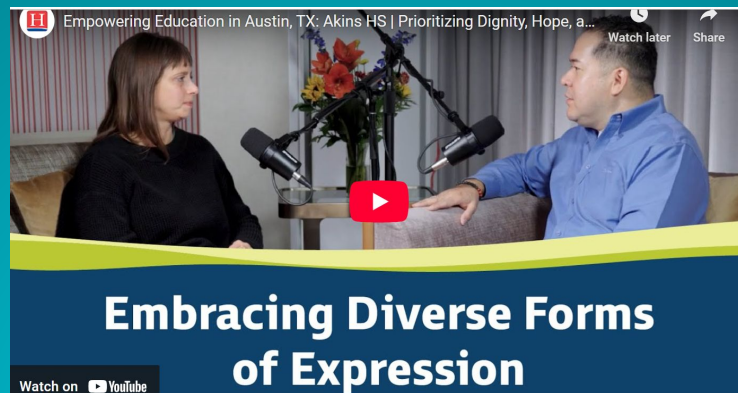 H
Empowering Education in Austin, TX: Akins HS | Prioritizing Dignity, Hope, a...
Watch later
Share
Embracing Diverse Forms
of Expression
Watch on YouTube